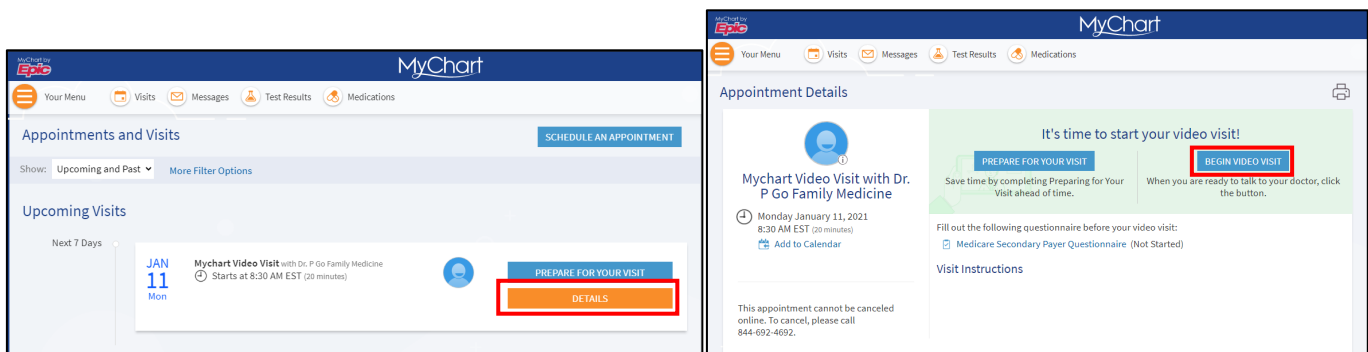 MyChart by
Epic
MyChart
Your Menu Visits Messages Test Results Medications
Appointments and Visits
SCHEDULE AN APPOINTMENT
Show: Upcoming and Past More Filter Options
Upcoming Visits
Next 7 Days
JAN
11
Mon
Mychart Video Visit with Dr. P Go Family Medicine
Starts at 8:30 AM EST (20 minutes)
PREPARE FOR YOUR VISIT
DETAILS
MyChart by
Epic
MyChart
Your Menu Visits Messages Test Results Medications
Appointment Details
Mychart Video Visit with Dr.
P Go Family Medicine
Monday January 11, 2021
8:30 AM EST (20 minutes)
Add to Calendar
This appointment cannot be canceled
online. To cancel, please call
844-692-4692.
It's time to start your video visit!
PREPARE FOR YOUR VISIT
Save time by completing Preparing for Your
Visit ahead of time.
BEGIN VIDEO VISIT
When you are ready to talk to your doctor, click
the button.
Fill out the following questionnaire before your video visit:
Medicare Secondary Payer Questionnaire (Not Started)
Visit Instructions